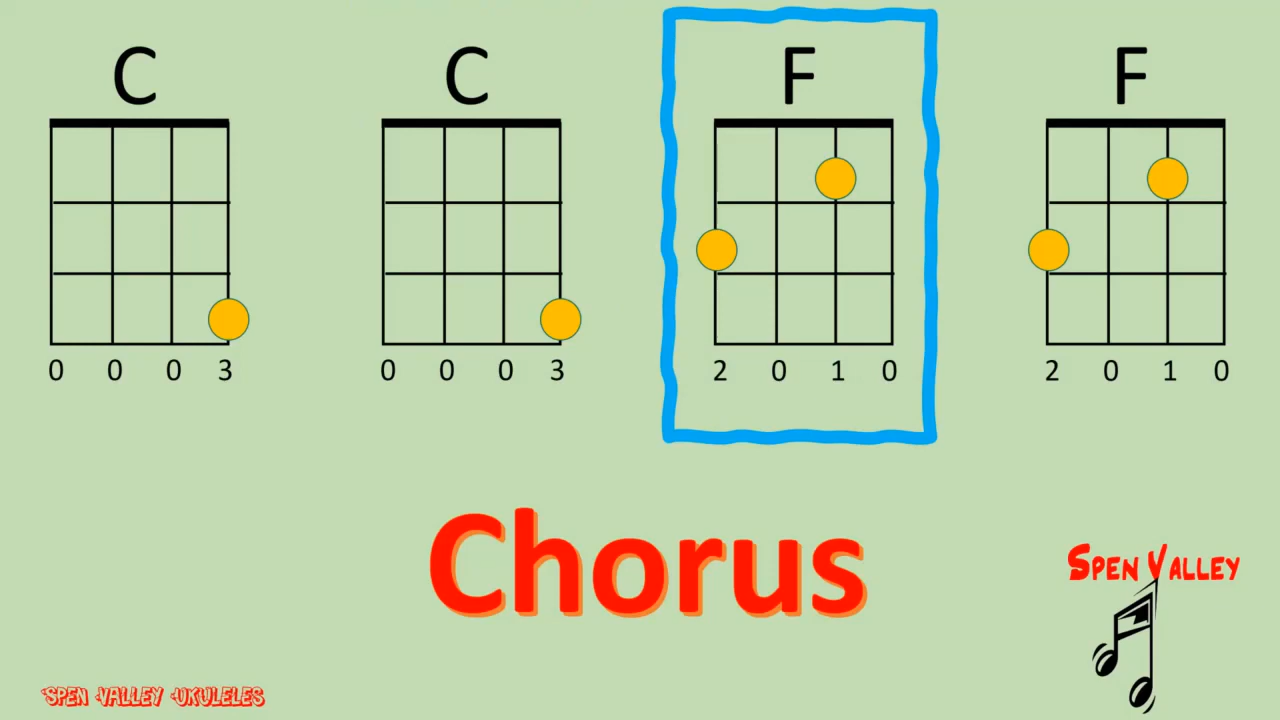 C C F F
0 0 0 3 0 0 0 3 2 0 1 0 2 0 1 0
Chorus
SPEN VALLEY
SPEN VALLEY UKULELES